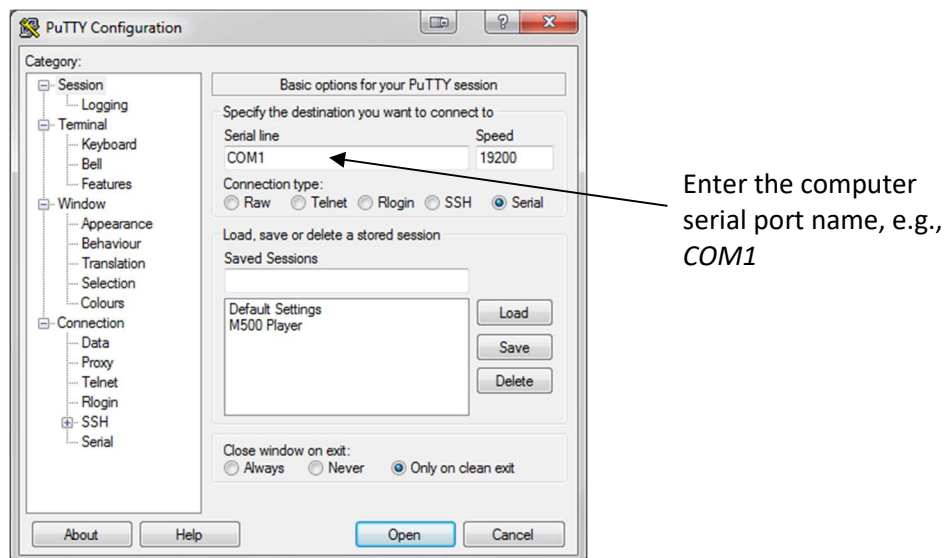 PuTTY Configuration
Category:
Session
Logging
Terminal
Keyboard
Bell
Features
Window
Appearance
Behaviour
Translation
Selection
Colours
Connection
Data
Proxy
Telnet
Rlogin
SSH
Serial
Basic options for your PuTTY session
Specify the destination you want to connect to
Serial line Speed
COM1 19200
Connection type:
Raw Telnet Rlogin SSH Serial
Load, save or delete a stored session
Saved Sessions
Default Settings
M500 Player
Load
Save
Delete
Close window on exit:
Always Never Only on clean exit
About Help Open Cancel
Enter the computer
serial port name, e.g.,
COM1